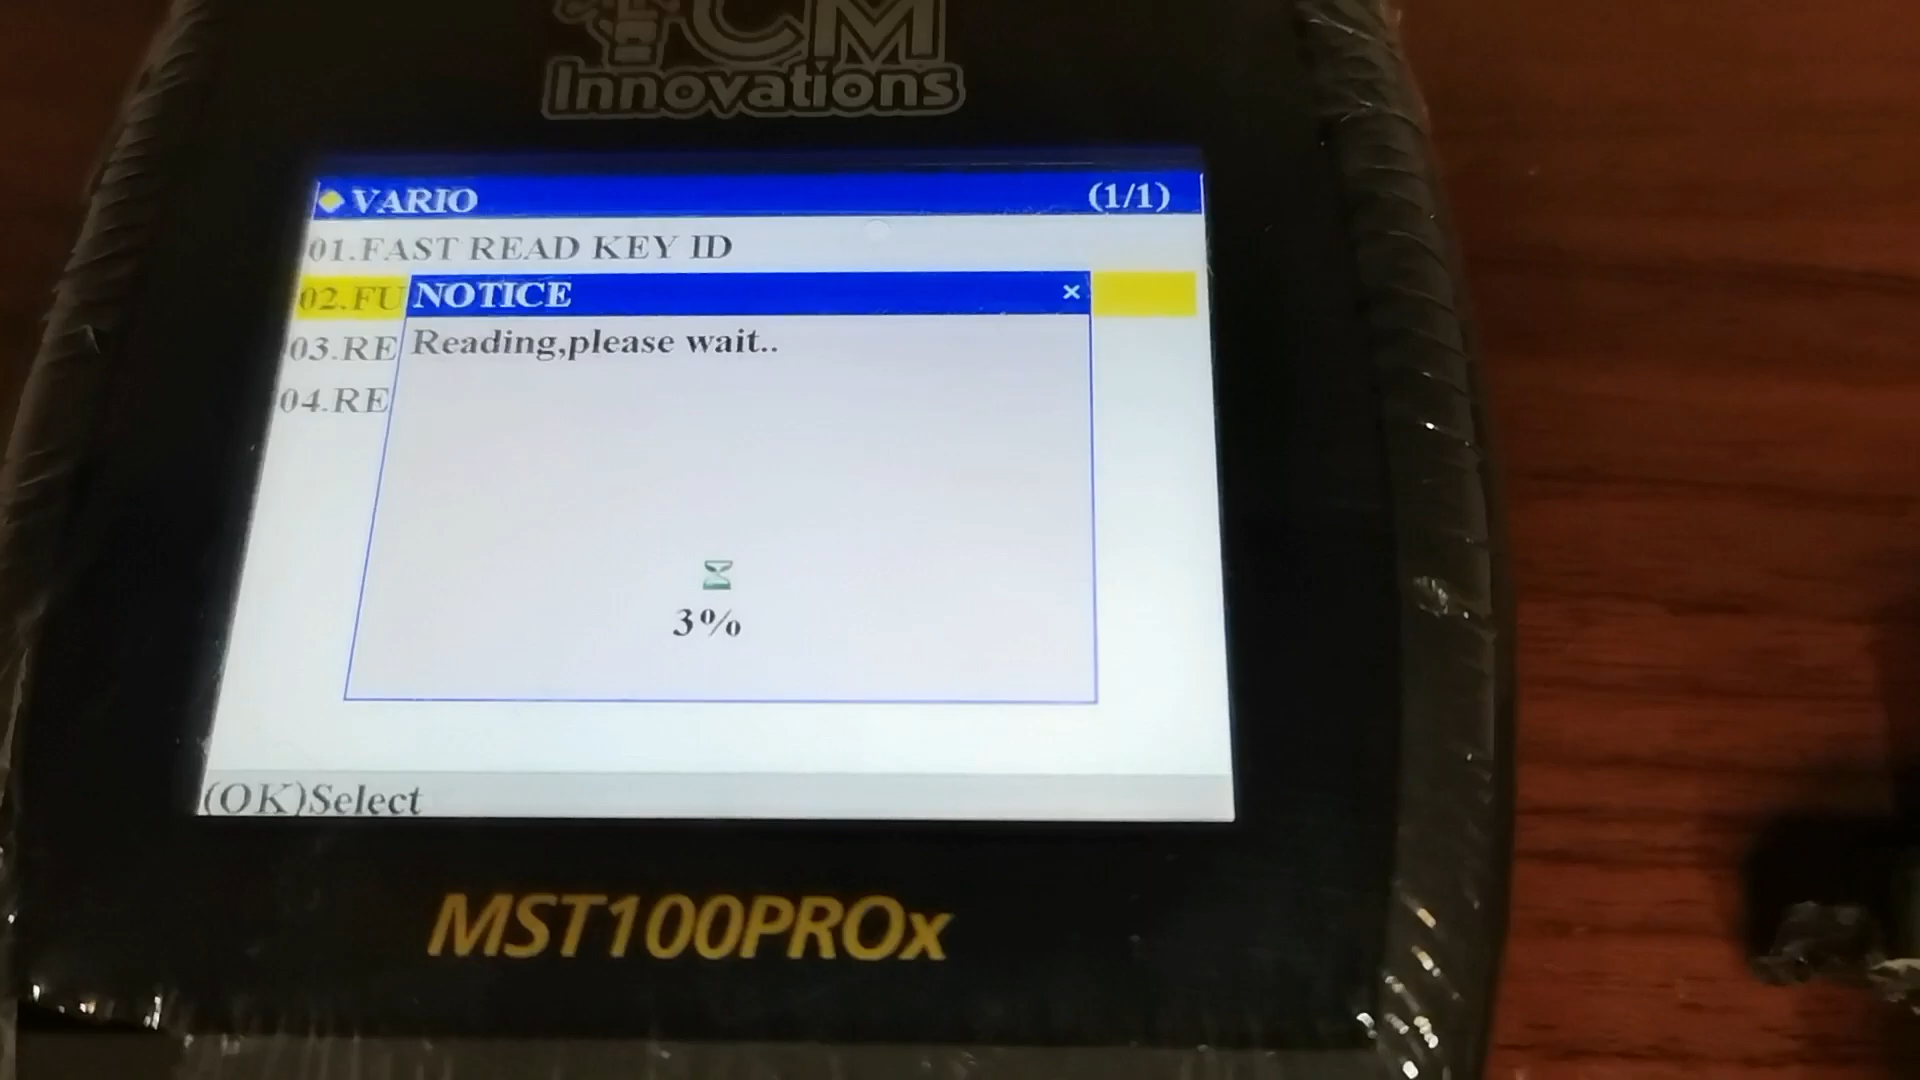 CM
Innovations
VARIO (1/1)
01.FAST READ KEY ID
02.FU
NOTICE ×
03.RE
Reading,please wait..
04.RE
3%
(OK)Select
MST100PROx